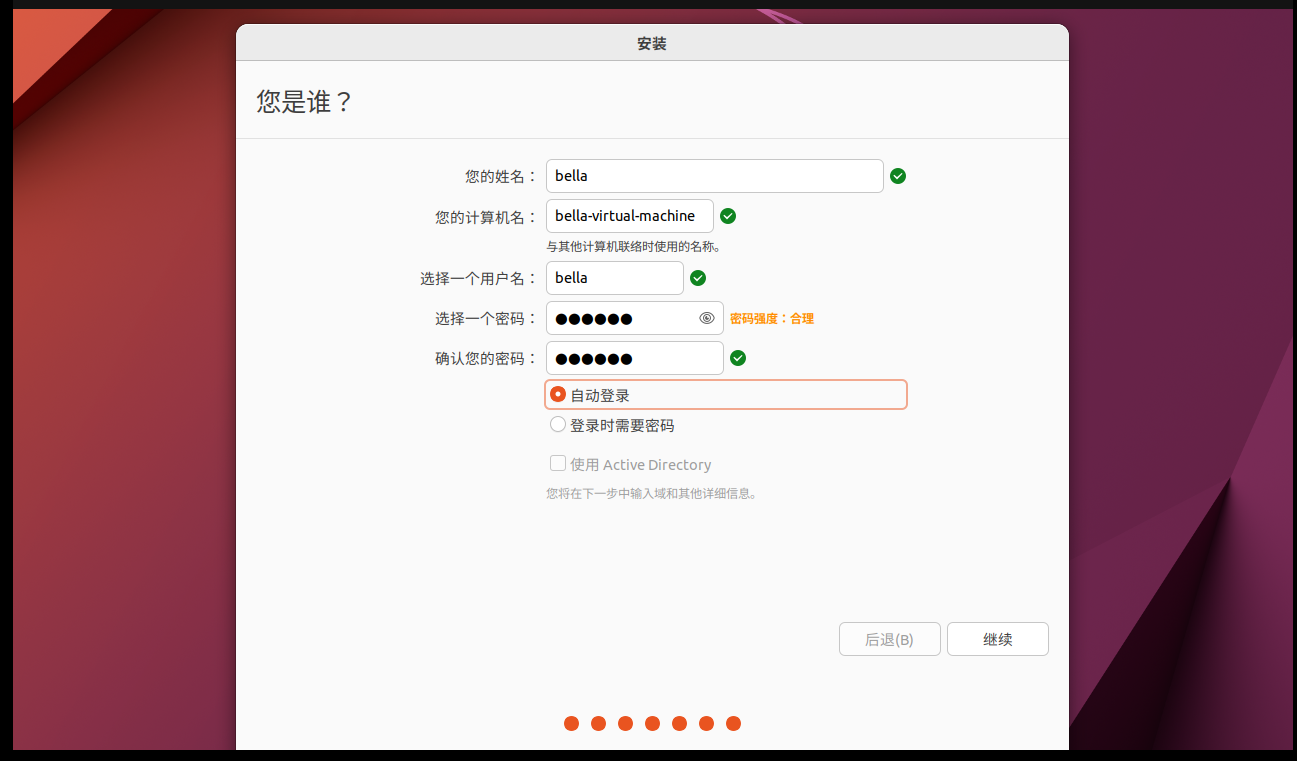 安装
您是谁？
您的姓名： bella
您的计算机名： bella-virtual-machine
与其他计算机联络时使用的名称。
选择一个用户名： bella
选择一个密码： ●●●●●● 密码强度：合理
确认您的密码： ●●●●●●
自动登录
登录时需要密码
使用 Active Directory
您将在下一步中输入域和其他详细信息。
后退(B) 继续